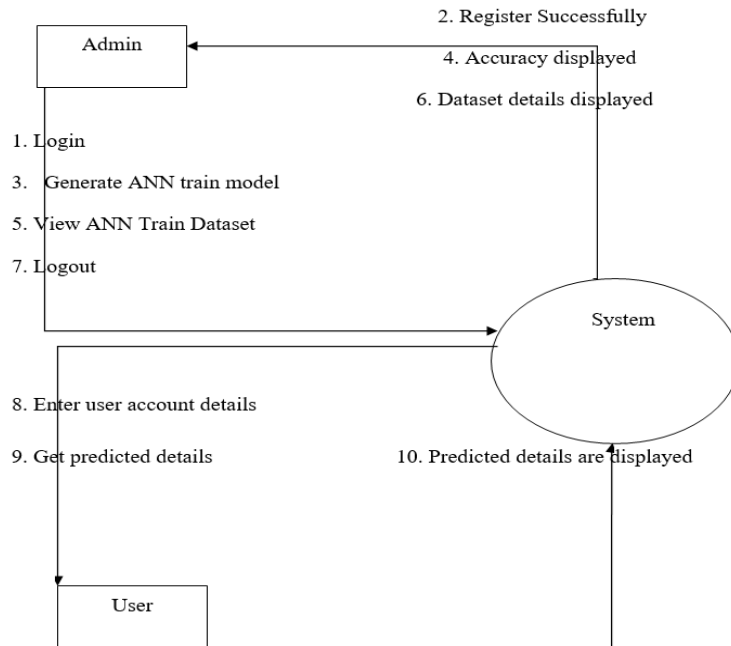 2. Register Successfully
Admin
4. Accuracy displayed
6. Dataset details displayed
1. Login
3. Generate ANN train model
5. View ANN Train Dataset
7. Logout
System
8. Enter user account details
9. Get predicted details
10. Predicted details are displayed
User